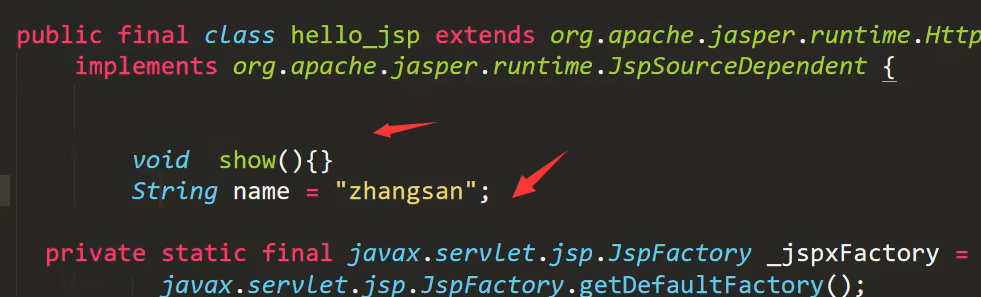 public final class hello_jsp extends org.apache.jasper.runtime.Http
implements org.apache.jasper.runtime.JspSourceDependent {
void  show(){}
String name = "zhangsan";
private static final javax.servlet.jsp.JspFactory _jspxFactory =
javax.servlet.jsp.JspFactory.getDefaultFactory();